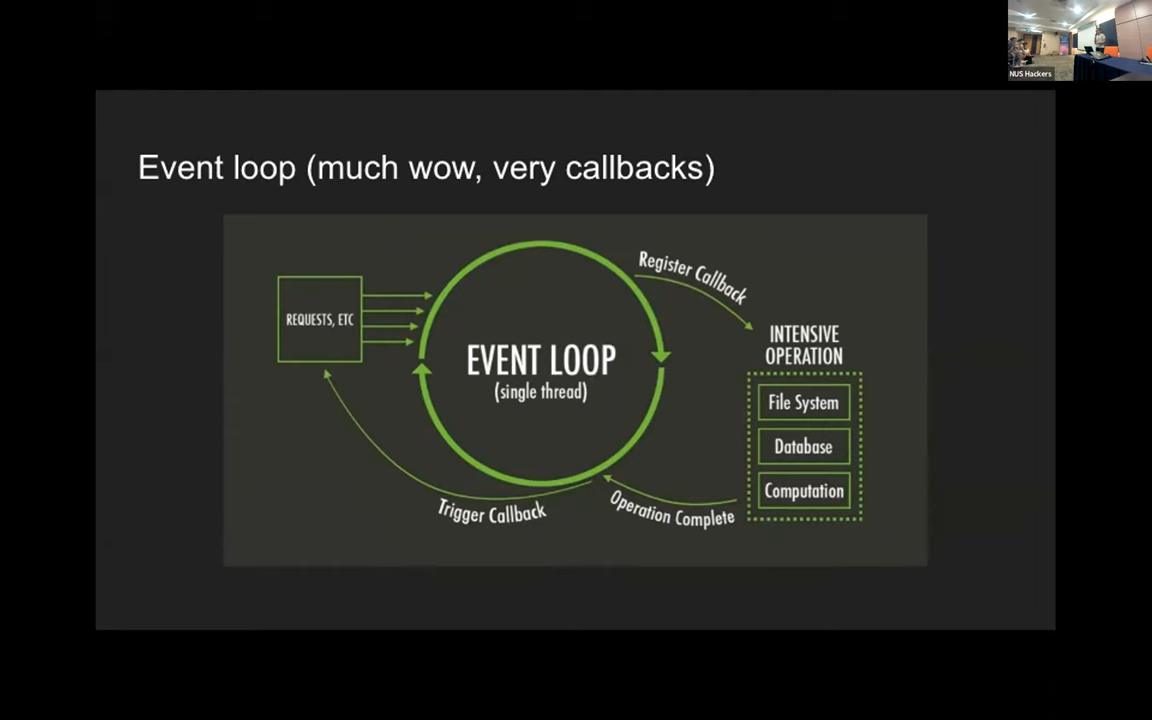 NUS Hackers
Event loop (much wow, very callbacks)
Register Callback
REQUESTS, ETC
EVENT LOOP
(single thread)
INTENSIVE
OPERATION
File System
Database
Computation
Trigger Callback
Operation Complete